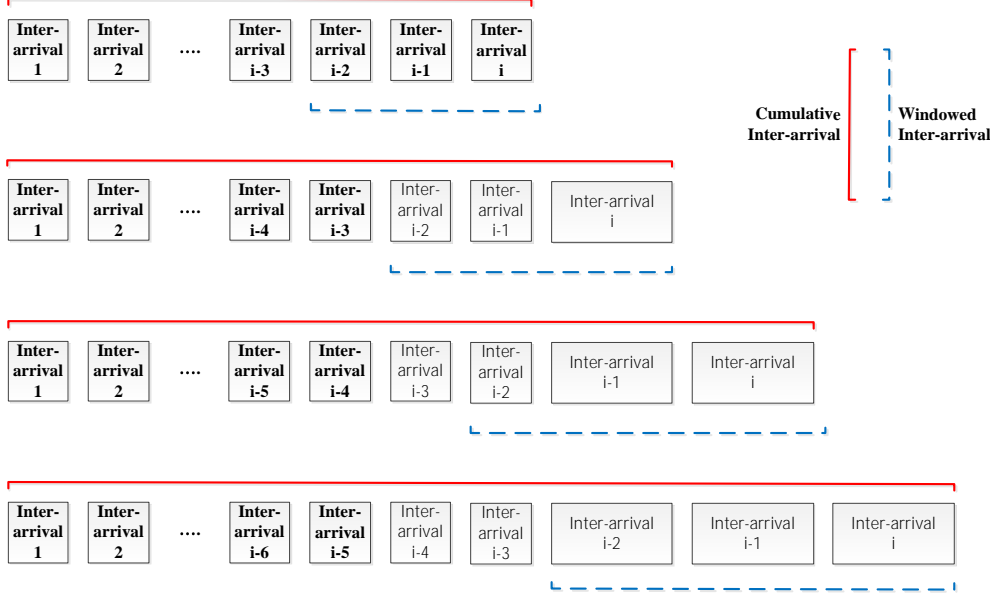 Inter-arrival 1
Inter-arrival 2
....
Inter-arrival i-3
Inter-arrival i-2
Inter-arrival i-1
Inter-arrival i
Cumulative Inter-arrival
Windowed Inter-arrival
Inter-arrival 1
Inter-arrival 2
....
Inter-arrival i-4
Inter-arrival i-3
Inter-arrival i-2
Inter-arrival i-1
Inter-arrival i
Inter-arrival 1
Inter-arrival 2
....
Inter-arrival i-5
Inter-arrival i-4
Inter-arrival i-3
Inter-arrival i-2
Inter-arrival i-1
Inter-arrival i
Inter-arrival 1
Inter-arrival 2
....
Inter-arrival i-6
Inter-arrival i-5
Inter-arrival i-4
Inter-arrival i-3
Inter-arrival i-2
Inter-arrival i-1
Inter-arrival i